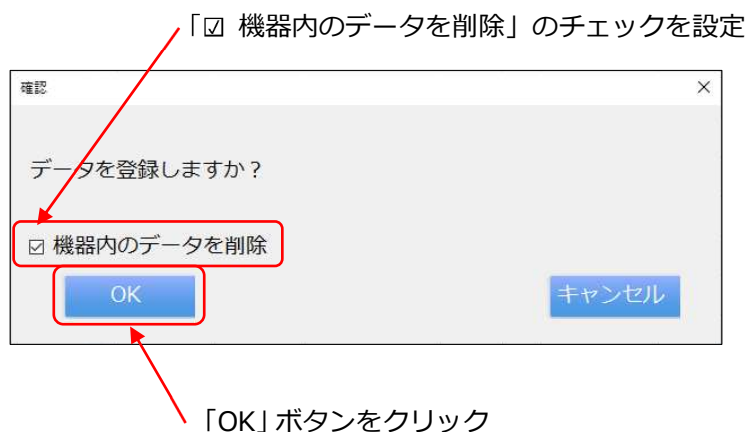 「☑ 機器内のデータを削除」のチェックを設定
確認
データを登録しますか？
☑ 機器内のデータを削除
OK
キャンセル
「OK」ボタンをクリック